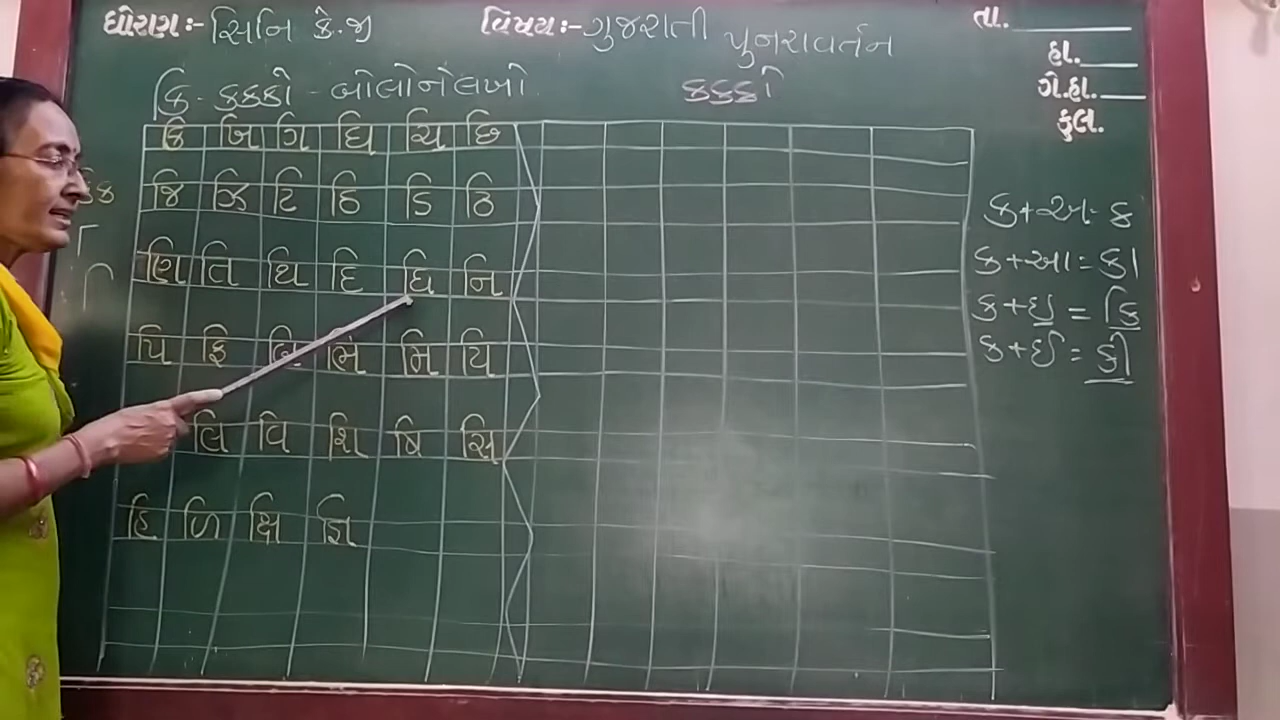 ધોરણ:- સિનિ કે.જી વિષય:- ગુજરાતી પુનરાવર્તન તા.
હા.
ગે.હા.
કુલ.
કિ - કક્કો - બોલોને લખો. કક્કો
કિ ખિ ગિ ઘિ ચિ છિ
જિ ઝિ ટિ ઠિ ડિ ઢિ
ણિ તિ થિ દિ ધિ નિ
પિ ફિ બિ ભિ મિ યિ
લિ વિ શિ ષિ સિ
હિ ળિ ક્ષિ જ્ઞિ
ક+અ= ક
ક+આ= કા
ક+ઇ = કિ
ક+ઈ = કી